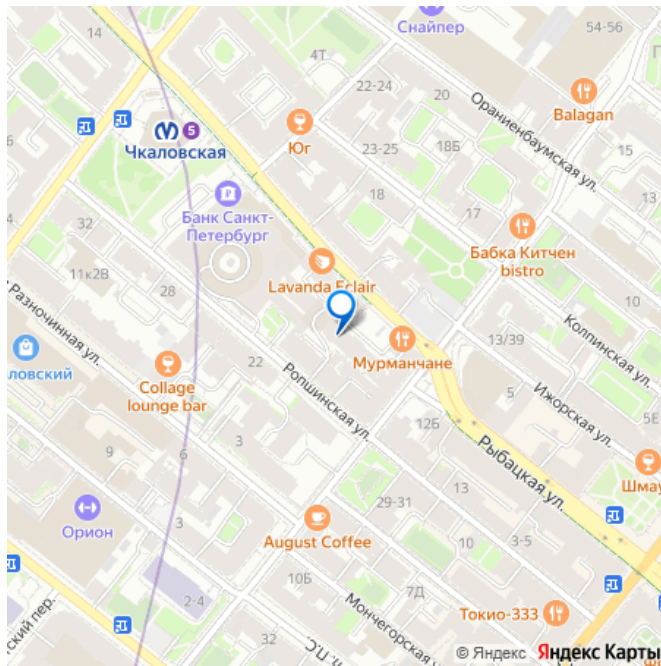 Снайпер
54-56
14
4Т
22-24
20
Balagan
Ораниенбаумская ул.
5
Чкаловская
Юг
23-25
18Б
15
Банк Санкт-
Петербург
18
17
32
Бабка Китчен
bistro
11к2В
28
Lavanda Eclair
10
Колпинская ул.
Разночинная ул.
13/39
Мурманчане
ловский
Collage
lounge bar
22
Ропшинская ул.
5
Ижорская ул.
5Е
12Б
3
9
6
Рыбацкая ул.
Шмау
13
29-31
Орион
3
August Coffee
3-5
10Б
7Д
2-4
Токио-333
Мончегорская ул.
ский пер.
32
П.С.
© Яндекс Яндекс Карты